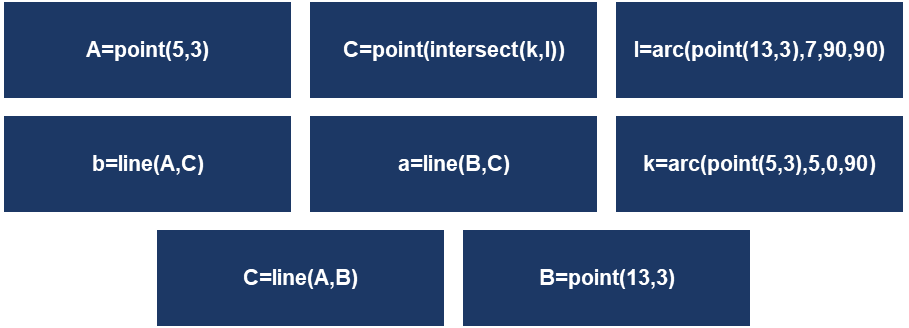 A=point(5,3)
C=point(intersect(k,l))
l=arc(point(13,3),7,90,90)
b=line(A,C)
a=line(B,C)
k=arc(point(5,3),5,0,90)
C=line(A,B)
B=point(13,3)